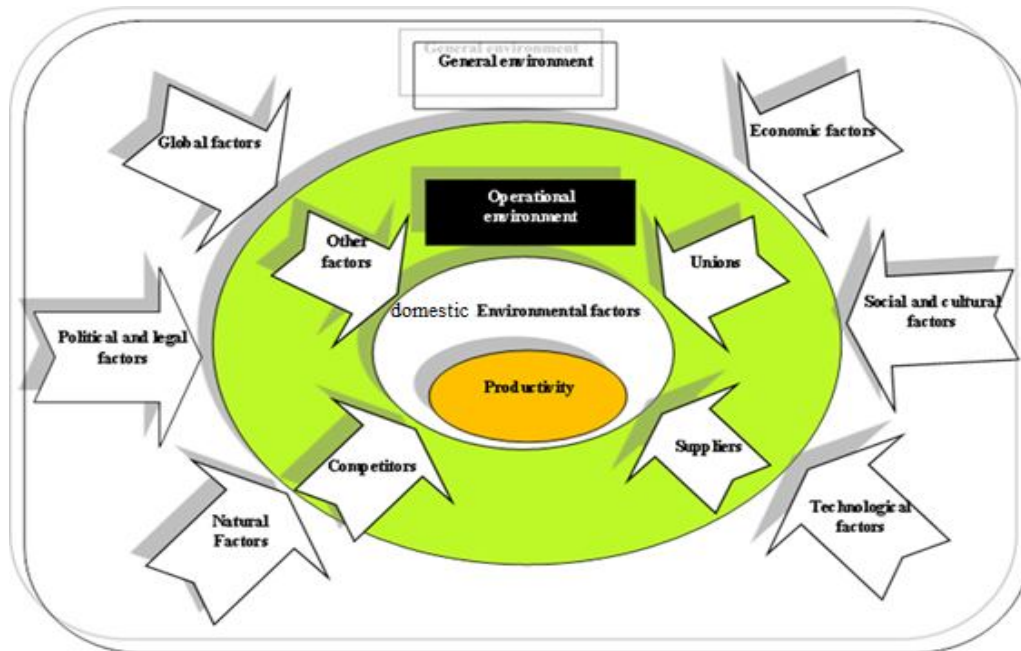 General environment
General environment
Global factors
Economic factors
Operational
environment
Other
factors
Unions
domestic Environmental factors
Social and cultural
factors
Political and legal
factors
Productivity
Competitors
Suppliers
Natural
Factors
Technological
factors